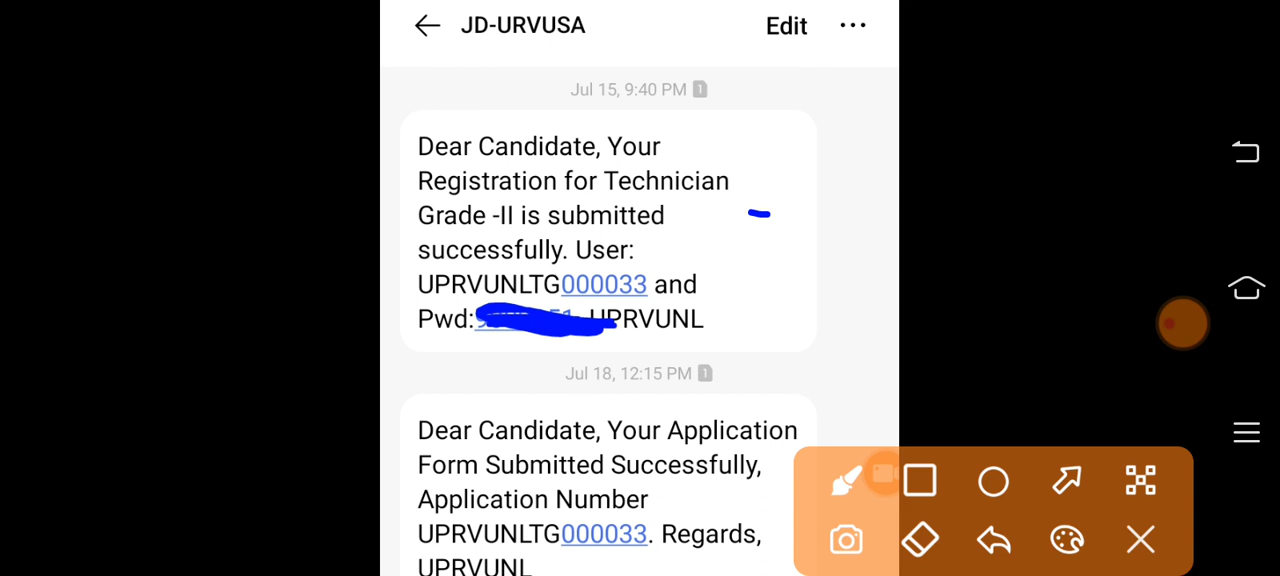 JD-URVUSA
Edit
Jul 15, 9:40 PM 1
Dear Candidate, Your
Registration for Technician
Grade -II is submitted
successfully. User:
UPRVUNLTG000033 and
Pwd: UPRVUNL
Jul 18, 12:15 PM 1
Dear Candidate, Your Application
Form Submitted Successfully,
Application Number
UPRVUNLTG000033. Regards,
UPRVUNL